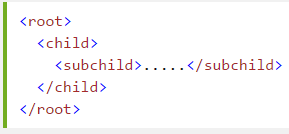 <root>
  <child>
    <subchild>.....</subchild>
  </child>
</root>